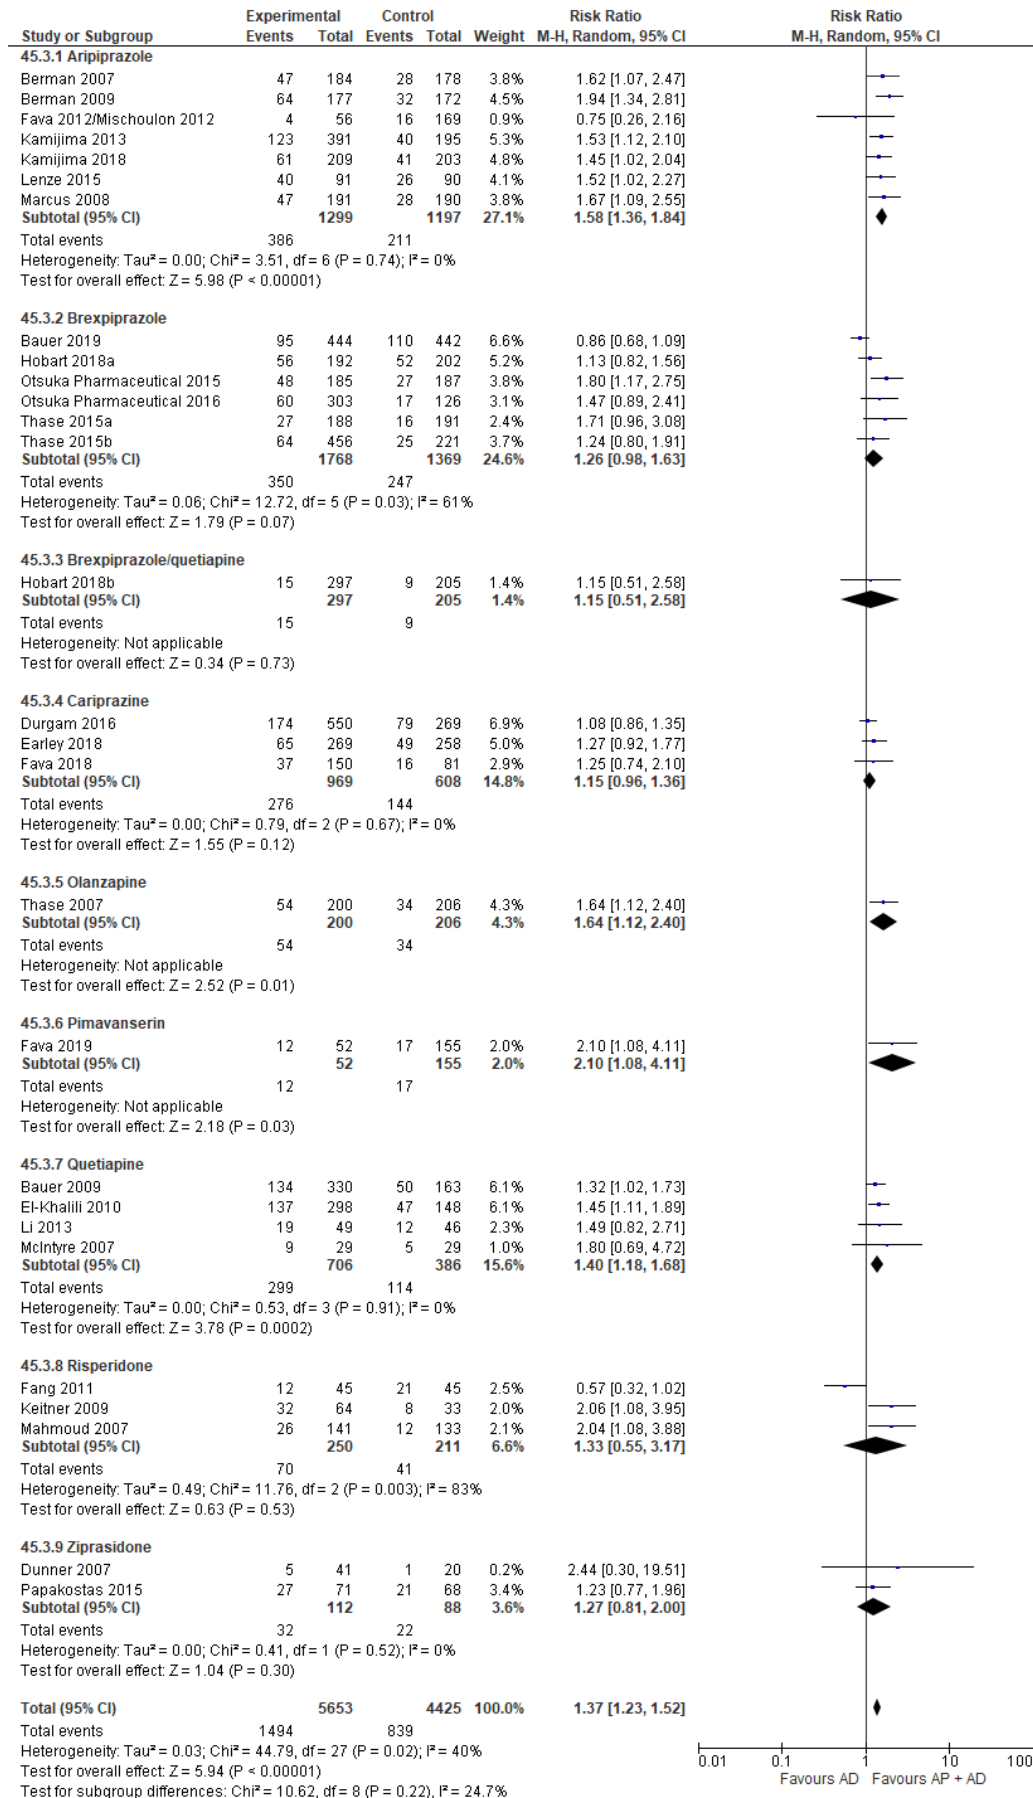 Experimental Control Risk Ratio Risk Ratio
Study or Subgroup Events Total Events Total Weight M-H, Random, 95% CI M-H, Random, 95% CI
45.3.1 Aripiprazole
Berman 2007 47 184 28 178 3.8% 1.62 [1.07, 2.47]
Berman 2009 64 177 32 172 4.5% 1.94 [1.34, 2.81]
Fava 2012/Mischoulon 2012 4 56 16 169 0.9% 0.75 [0.26, 2.16]
Kamijima 2013 123 391 40 195 5.3% 1.53 [1.12, 2.10]
Kamijima 2018 61 209 41 203 4.8% 1.45 [1.02, 2.04]
Lenze 2015 40 91 26 90 4.1% 1.52 [1.02, 2.27]
Marcus 2008 47 191 28 190 3.8% 1.67 [1.09, 2.55]
Subtotal (95% CI) 1299 1197 27.1% 1.58 [1.36, 1.84]
Total events 386 211
Heterogeneity: Tau² = 0.00; Chi² = 3.51, df = 6 (P = 0.74); I² = 0%
Test for overall effect: Z = 5.98 (P < 0.00001)
45.3.2 Brexpiprazole
Bauer 2019 95 444 110 442 6.6% 0.86 [0.68, 1.09]
Hobart 2018a 56 192 52 202 5.2% 1.13 [0.82, 1.56]
Otsuka Pharmaceutical 2015 48 185 27 187 3.8% 1.80 [1.17, 2.75]
Otsuka Pharmaceutical 2016 60 303 17 126 3.1% 1.47 [0.89, 2.41]
Thase 2015a 27 188 16 191 2.4% 1.71 [0.96, 3.08]
Thase 2015b 64 456 25 221 3.7% 1.24 [0.80, 1.91]
Subtotal (95% CI) 1768 1369 24.6% 1.26 [0.98, 1.63]
Total events 350 247
Heterogeneity: Tau² = 0.06; Chi² = 12.72, df = 5 (P = 0.03); I² = 61%
Test for overall effect: Z = 1.79 (P = 0.07)
45.3.3 Brexpiprazole/quetiapine
Hobart 2018b 15 297 9 205 1.4% 1.15 [0.51, 2.58]
Subtotal (95% CI) 297 205 1.4% 1.15 [0.51, 2.58]
Total events 15 9
Heterogeneity: Not applicable
Test for overall effect: Z = 0.34 (P = 0.73)
45.3.4 Cariprazine
Durgam 2016 174 550 79 269 6.9% 1.08 [0.86, 1.35]
Earley 2018 65 269 49 258 5.0% 1.27 [0.92, 1.77]
Fava 2018 37 150 16 81 2.9% 1.25 [0.74, 2.10]
Subtotal (95% CI) 969 608 14.8% 1.15 [0.96, 1.36]
Total events 276 144
Heterogeneity: Tau² = 0.00; Chi² = 0.79, df = 2 (P = 0.67); I² = 0%
Test for overall effect: Z = 1.55 (P = 0.12)
45.3.5 Olanzapine
Thase 2007 54 200 34 206 4.3% 1.64 [1.12, 2.40]
Subtotal (95% CI) 200 206 4.3% 1.64 [1.12, 2.40]
Total events 54 34
Heterogeneity: Not applicable
Test for overall effect: Z = 2.52 (P = 0.01)
45.3.6 Pimavanserin
Fava 2019 12 52 17 155 2.0% 2.10 [1.08, 4.11]
Subtotal (95% CI) 52 155 2.0% 2.10 [1.08, 4.11]
Total events 12 17
Heterogeneity: Not applicable
Test for overall effect: Z = 2.18 (P = 0.03)
45.3.7 Quetiapine
Bauer 2009 134 330 50 163 6.1% 1.32 [1.02, 1.73]
El-Khalili 2010 137 298 47 148 6.1% 1.45 [1.11, 1.89]
Li 2013 19 49 12 46 2.3% 1.49 [0.82, 2.71]
McIntyre 2007 9 29 5 29 1.0% 1.80 [0.69, 4.72]
Subtotal (95% CI) 706 386 15.6% 1.40 [1.18, 1.68]
Total events 299 114
Heterogeneity: Tau² = 0.00; Chi² = 0.53, df = 3 (P = 0.91); I² = 0%
Test for overall effect: Z = 3.78 (P = 0.0002)
45.3.8 Risperidone
Fang 2011 12 45 21 45 2.5% 0.57 [0.32, 1.02]
Keitner 2009 32 64 8 33 2.0% 2.06 [1.08, 3.95]
Mahmoud 2007 26 141 12 133 2.1% 2.04 [1.08, 3.88]
Subtotal (95% CI) 250 211 6.6% 1.33 [0.55, 3.17]
Total events 70 41
Heterogeneity: Tau² = 0.49; Chi² = 11.76, df = 2 (P = 0.003); I² = 83%
Test for overall effect: Z = 0.63 (P = 0.53)
45.3.9 Ziprasidone
Dunner 2007 5 41 1 20 0.2% 2.44 [0.30, 19.51]
Papakostas 2015 27 71 21 68 3.4% 1.23 [0.77, 1.96]
Subtotal (95% CI) 112 88 3.6% 1.27 [0.81, 2.00]
Total events 32 22
Heterogeneity: Tau² = 0.00; Chi² = 0.41, df = 1 (P = 0.52); I² = 0%
Test for overall effect: Z = 1.04 (P = 0.30)
Total (95% CI) 5653 4425 100.0% 1.37 [1.23, 1.52]
Total events 1494 839
Heterogeneity: Tau² = 0.03; Chi² = 44.79, df = 27 (P = 0.02); I² = 40%
Test for overall effect: Z = 5.94 (P < 0.00001)
Test for subgroup differences: Chi² = 10.62, df = 8 (P = 0.22), I² = 24.7%
0.01 0.1 1 10 100
Favours AD Favours AP + AD